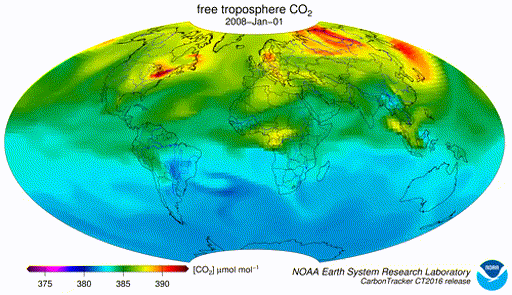 free troposphere CO₂
2008-Jan-01
[CO₂] μmol mol⁻¹
375 380 385 390
NOAA Earth System Research Laboratory
CarbonTracker CT2016 release
NOAA